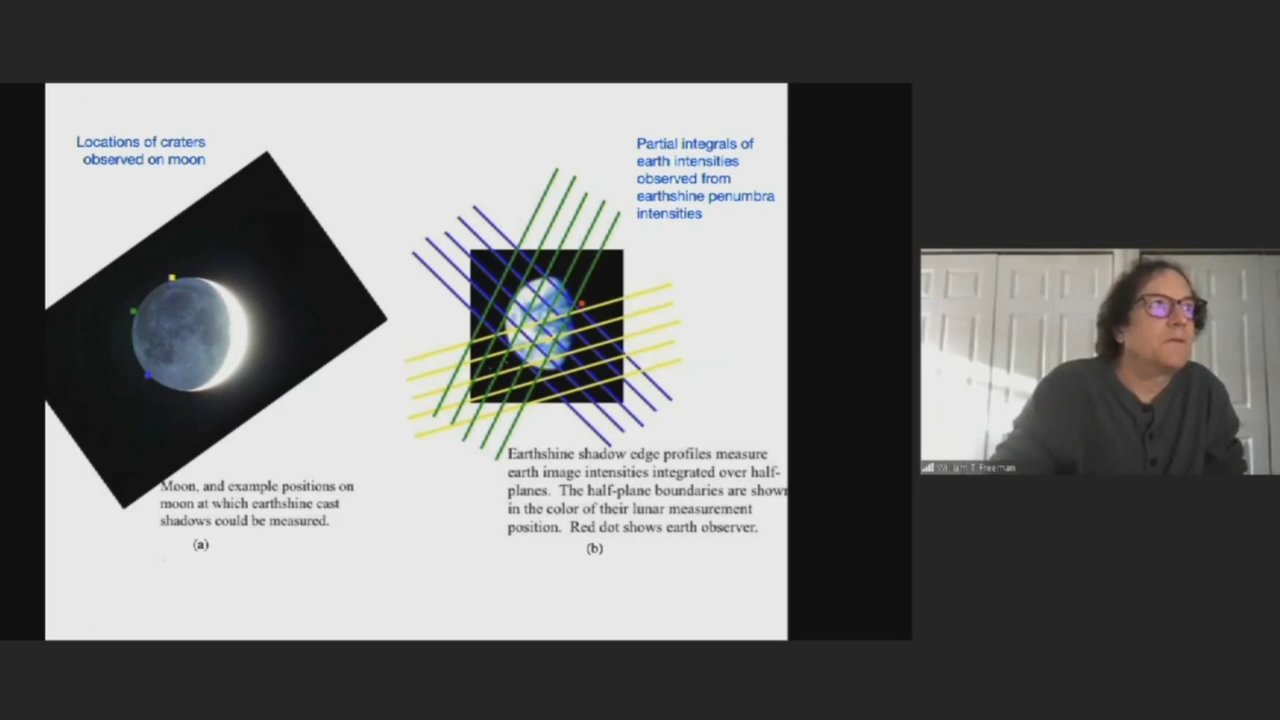 Locations of craters
observed on moon
Moon, and example positions on
moon at which earthshine cast
shadows could be measured.
(a)
Partial integrals of
earth intensities
observed from
earthshine penumbra
intensities
Earthshine shadow edge profiles measure
earth image intensities integrated over half-
planes. The half-plane boundaries are shown
in the color of their lunar measurement
position. Red dot shows earth observer.
(b)
William T Freeman